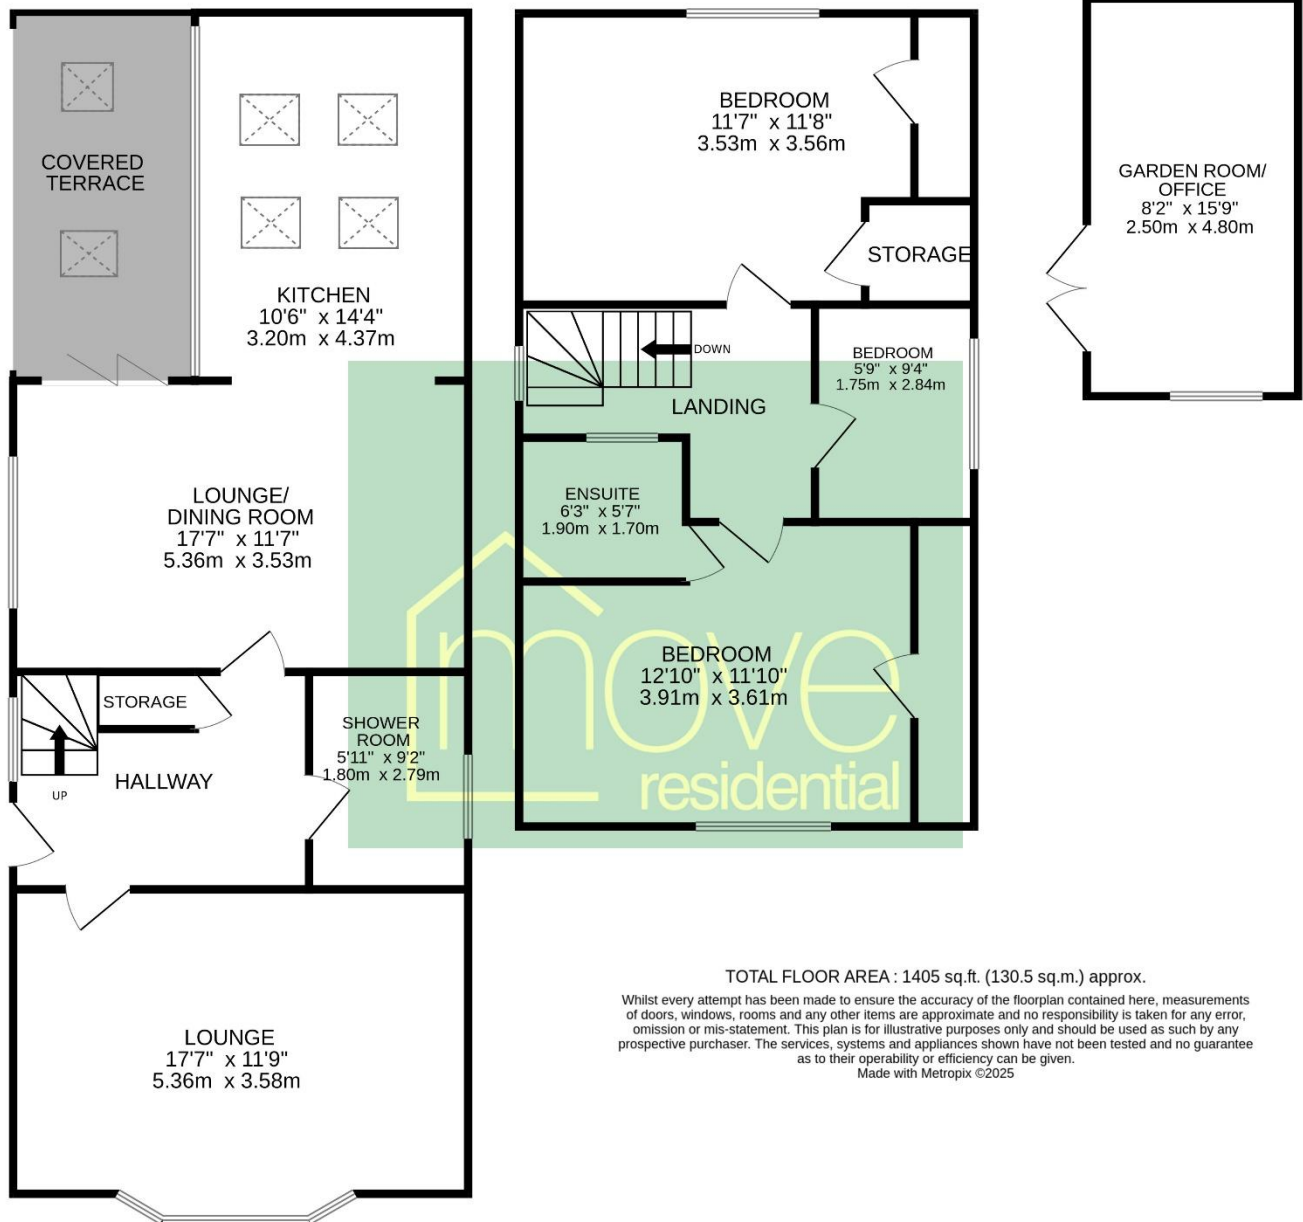 COVERED
TERRACE
KITCHEN
10'6" x 14'4"
3.20m x 4.37m
LOUNGE/
DINING ROOM
17'7" x 11'7"
5.36m x 3.53m
STORAGE
UP
HALLWAY
SHOWER
ROOM
5'11" x 9'2"
1.80m x 2.79m
LOUNGE
17'7" x 11'9"
5.36m x 3.58m
BEDROOM
11'7" x 11'8"
3.53m x 3.56m
STORAGE
DOWN
LANDING
BEDROOM
5'9" x 9'4"
1.75m x 2.84m
ENSUITE
6'3" x 5'7"
1.90m x 1.70m
BEDROOM
12'10" x 11'10"
3.91m x 3.61m
move
residential
GARDEN ROOM/
OFFICE
8'2" x 15'9"
2.50m x 4.80m
TOTAL FLOOR AREA : 1405 sq.ft. (130.5 sq.m.) approx.
Whilst every attempt has been made to ensure the accuracy of the floorplan contained here, measurements
of doors, windows, rooms and any other items are approximate and no responsibility is taken for any error,
omission or mis-statement. This plan is for illustrative purposes only and should be used as such by any
prospective purchaser. The services, systems and appliances shown have not been tested and no guarantee
as to their operability or efficiency can be given.
Made with Metropix ©2025